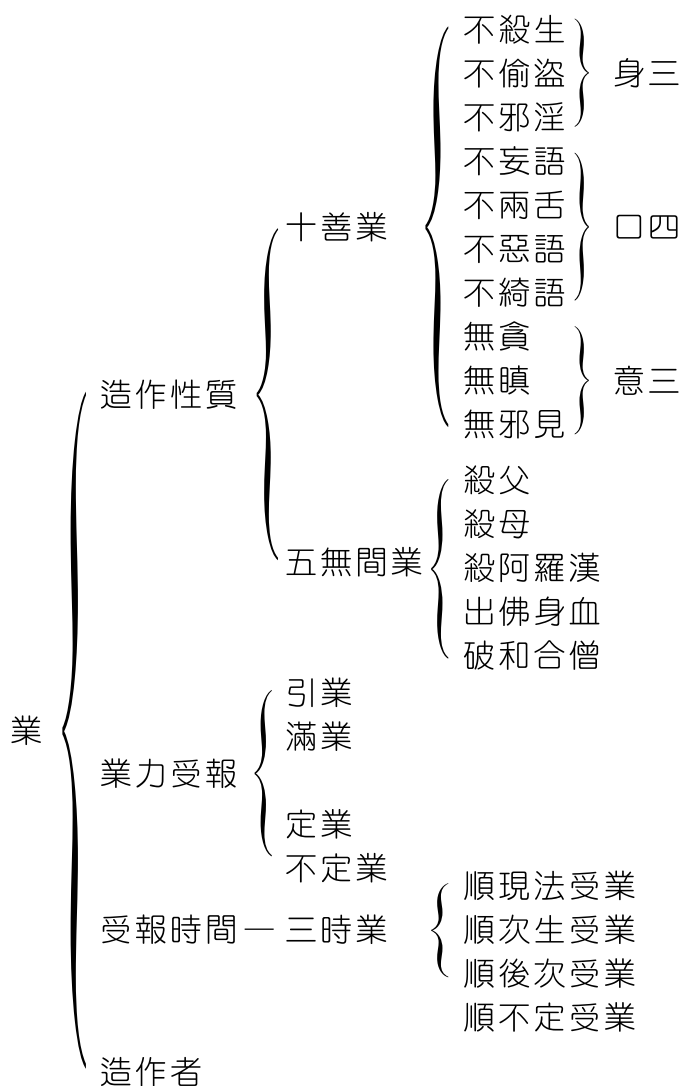 不殺生
不偷盜
不邪淫
身三
不妄語
不兩舌
不惡語
不綺語
口四
無貪
無瞋
無邪見
意三
十善業
造作性質
殺父
殺母
殺阿羅漢
出佛身血
破和合僧
五無間業
業
引業
滿業
業力受報
定業
不定業
受報時間—三時業
順現法受業
順次生受業
順後次受業
順不定受業
造作者